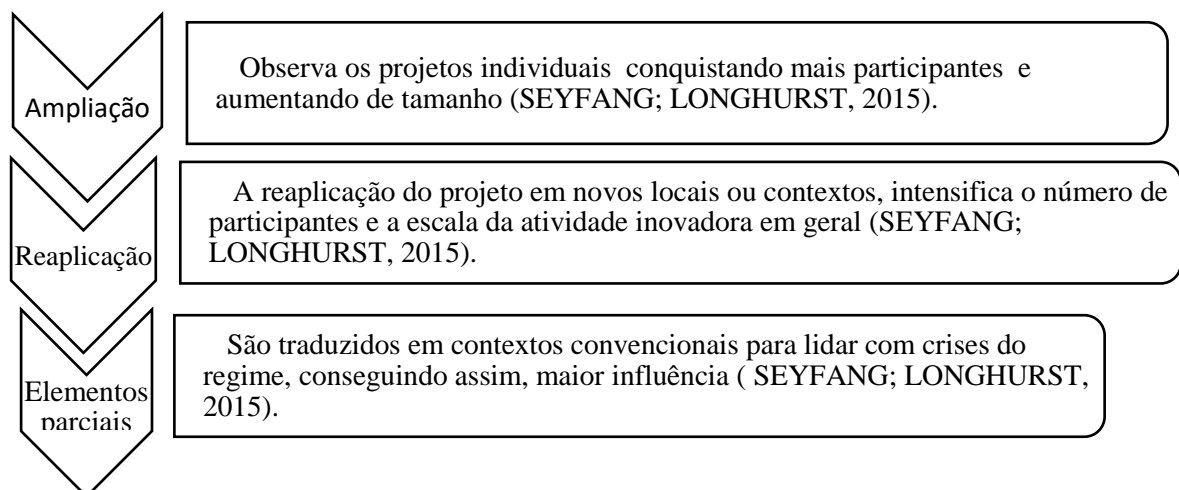 Ampliação
Observa os projetos individuais conquistando mais participantes e
aumentando de tamanho (SEYFANG; LONGHURST, 2015).
Reaplicação
A reaplicação do projeto em novos locais ou contextos, intensifica o número de
participantes e a escala da atividade inovadora em geral (SEYFANG;
LONGHURST, 2015).
Elementos
parciais
São traduzidos em contextos convencionais para lidar com crises do
regime, conseguindo assim, maior influência ( SEYFANG; LONGHURST,
2015).